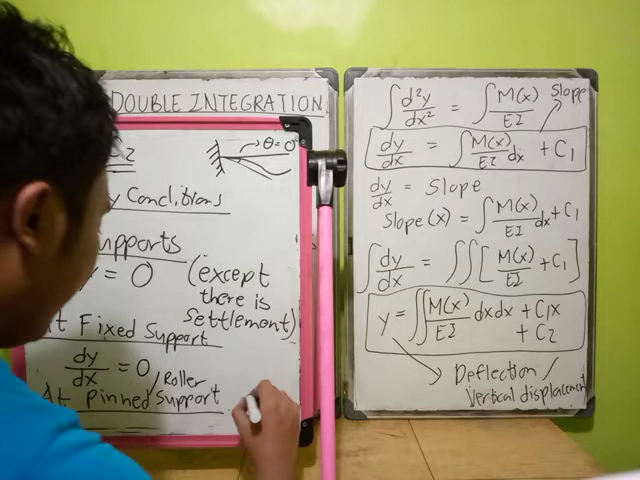 DOUBLE INTEGRATION
θ = 0
2
y Conditions
upports
y = 0 (except
there is
settlement)
At Fixed Support
dy/dx = 0
/Roller
At Pinned Support
∫ d²y/dx² = ∫ M(x)/EI
Slope
dy/dx = ∫ M(x)/EI dx + C₁
dy/dx = Slope
Slope(x) = ∫ M(x)/EI dx + C₁
∫ dy/dx = ∫∫ [ M(x)/EI + C₁ ]
y = ∫∫ M(x)/EI dx dx + C₁x
+ C₂
Deflection /
Vertical displacement